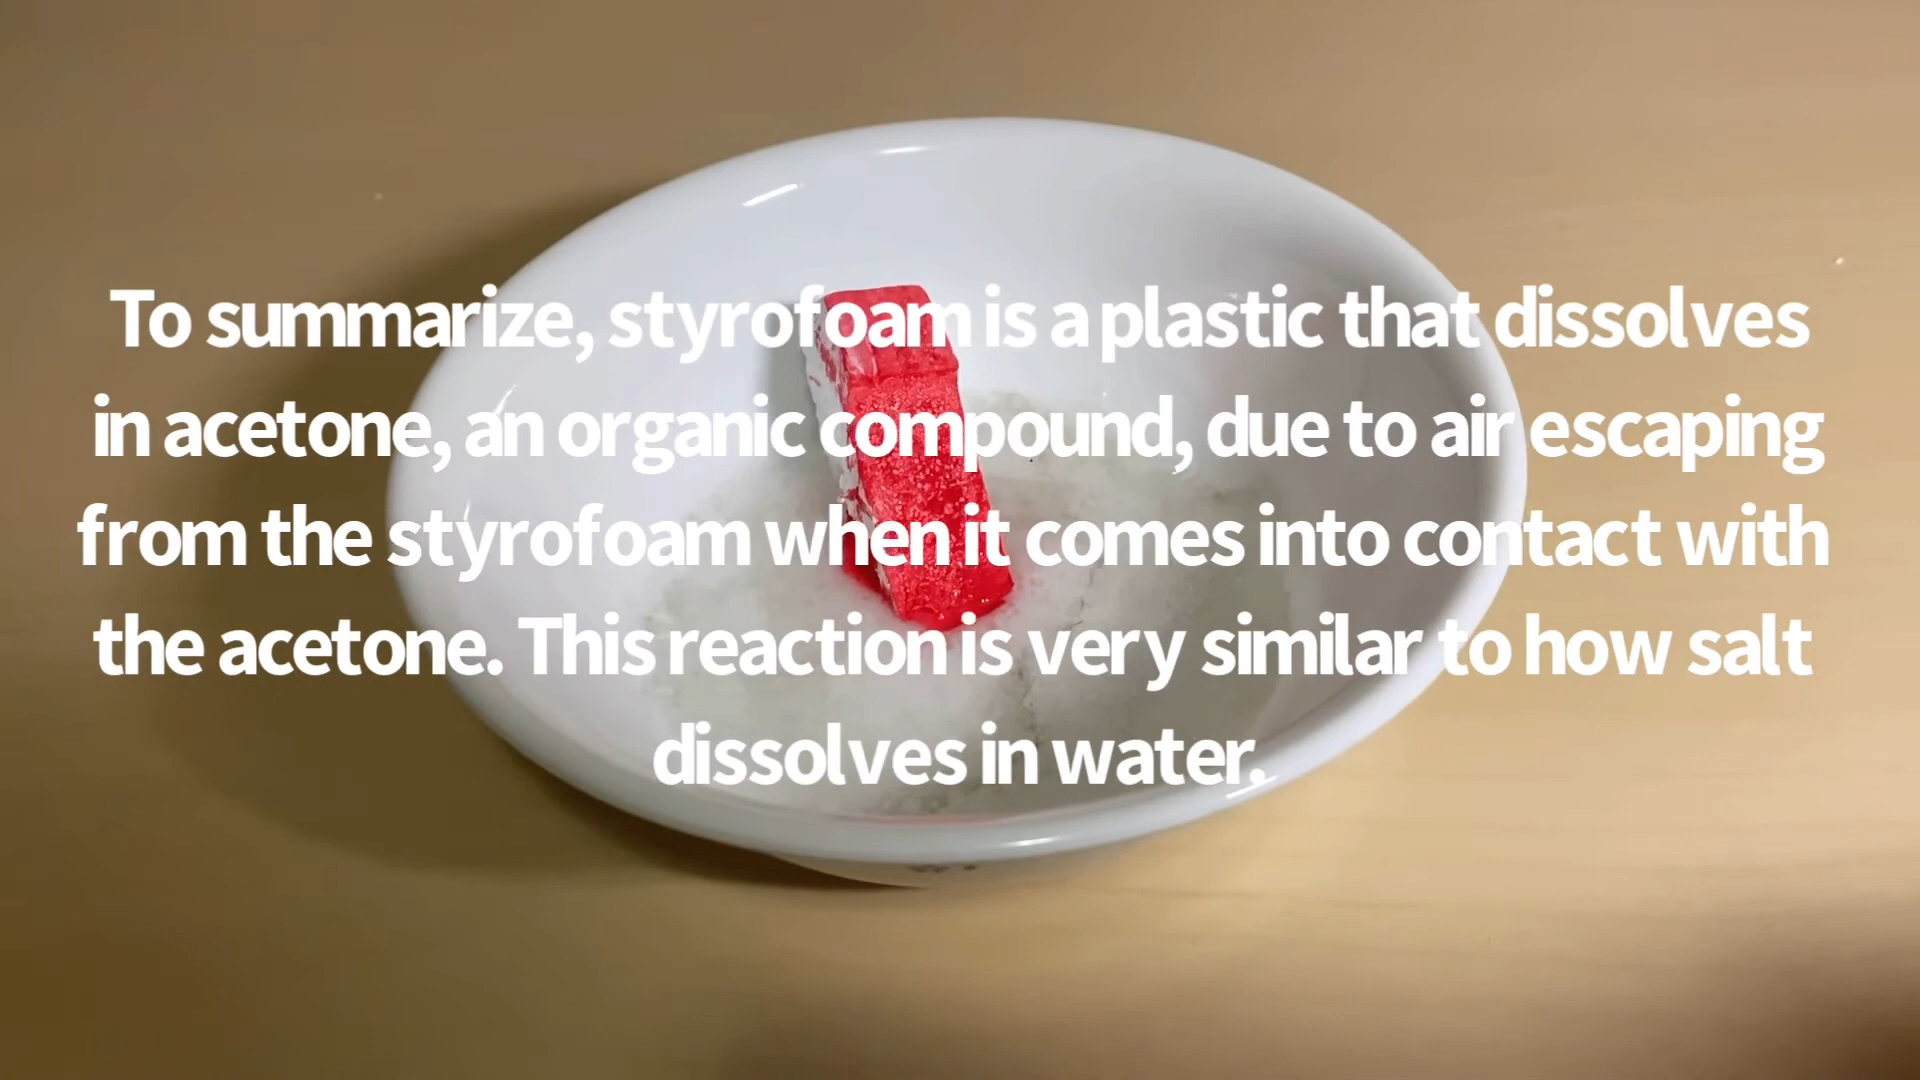 To summarize, styrofoam is a plastic that dissolves
in acetone, an organic compound, due to air escaping
from the styrofoam when it comes into contact with
the acetone. This reaction is very similar to how salt
dissolves in water.